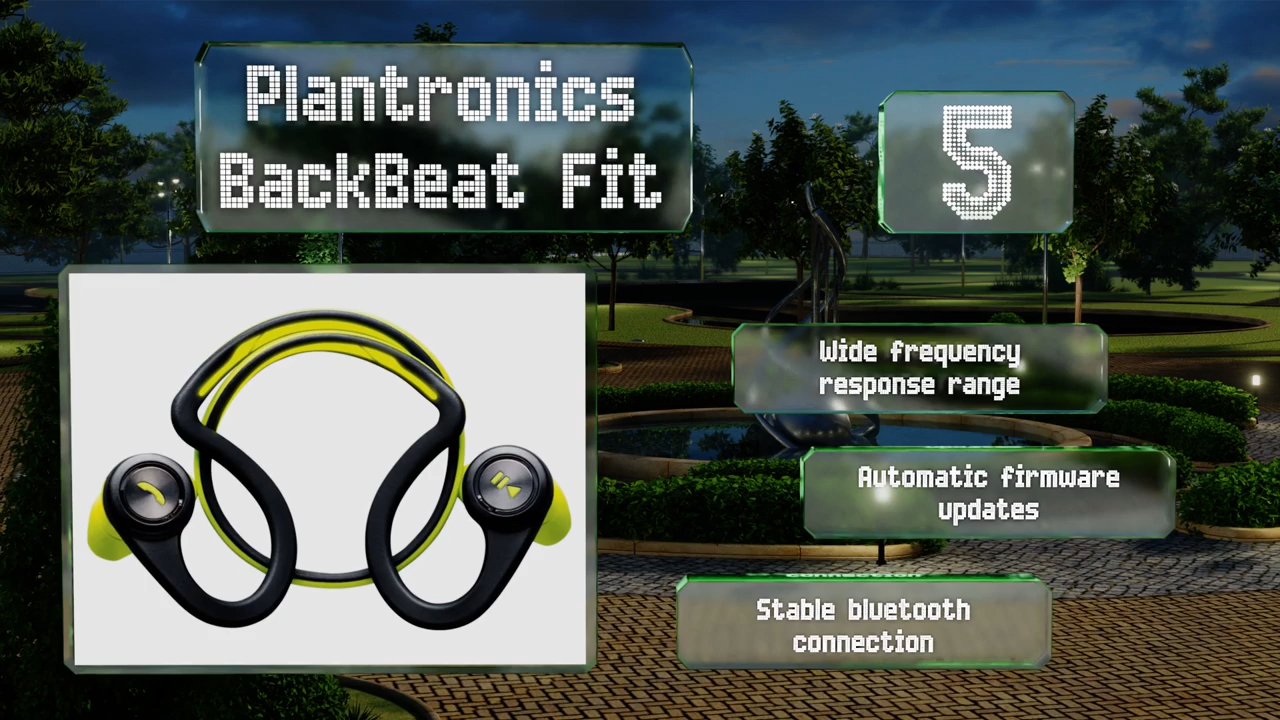 Plantronics
BackBeat Fit
5
Wide frequency
response range
Automatic firmware
updates
Stable bluetooth
connection